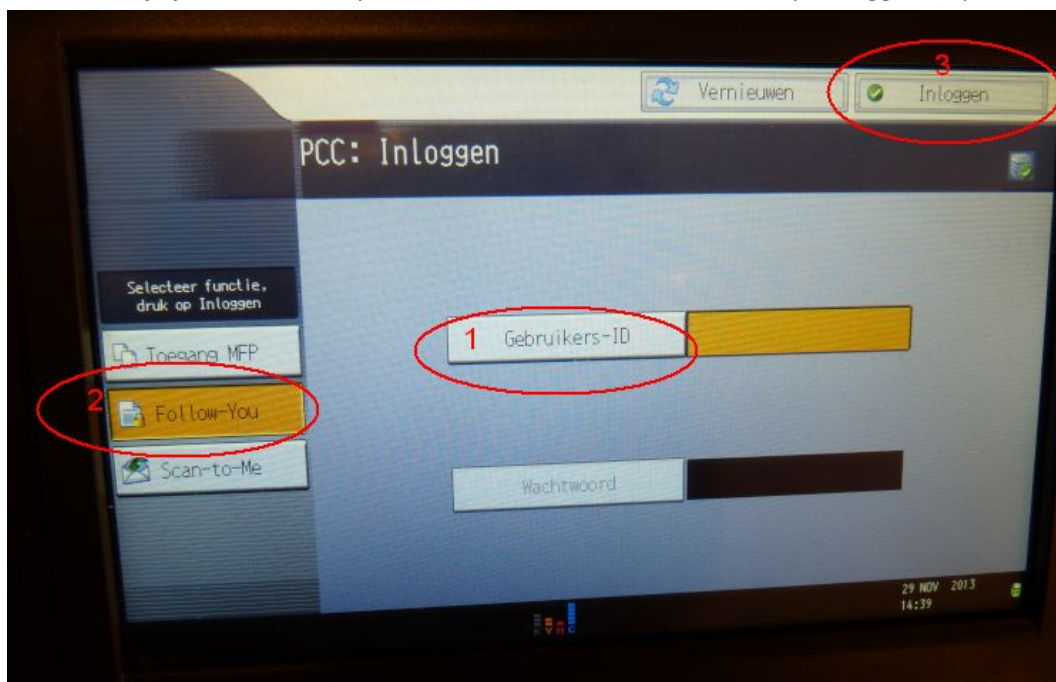 3
Vernieuwen
Inloggen
PCC: Inloggen
Selecteer functie,
druk op Inloggen
Toegang MFP
1
Gebruikers-ID
2
Follow-You
Scan-to-Me
Wachtwoord
29 NOV 2013
14:39